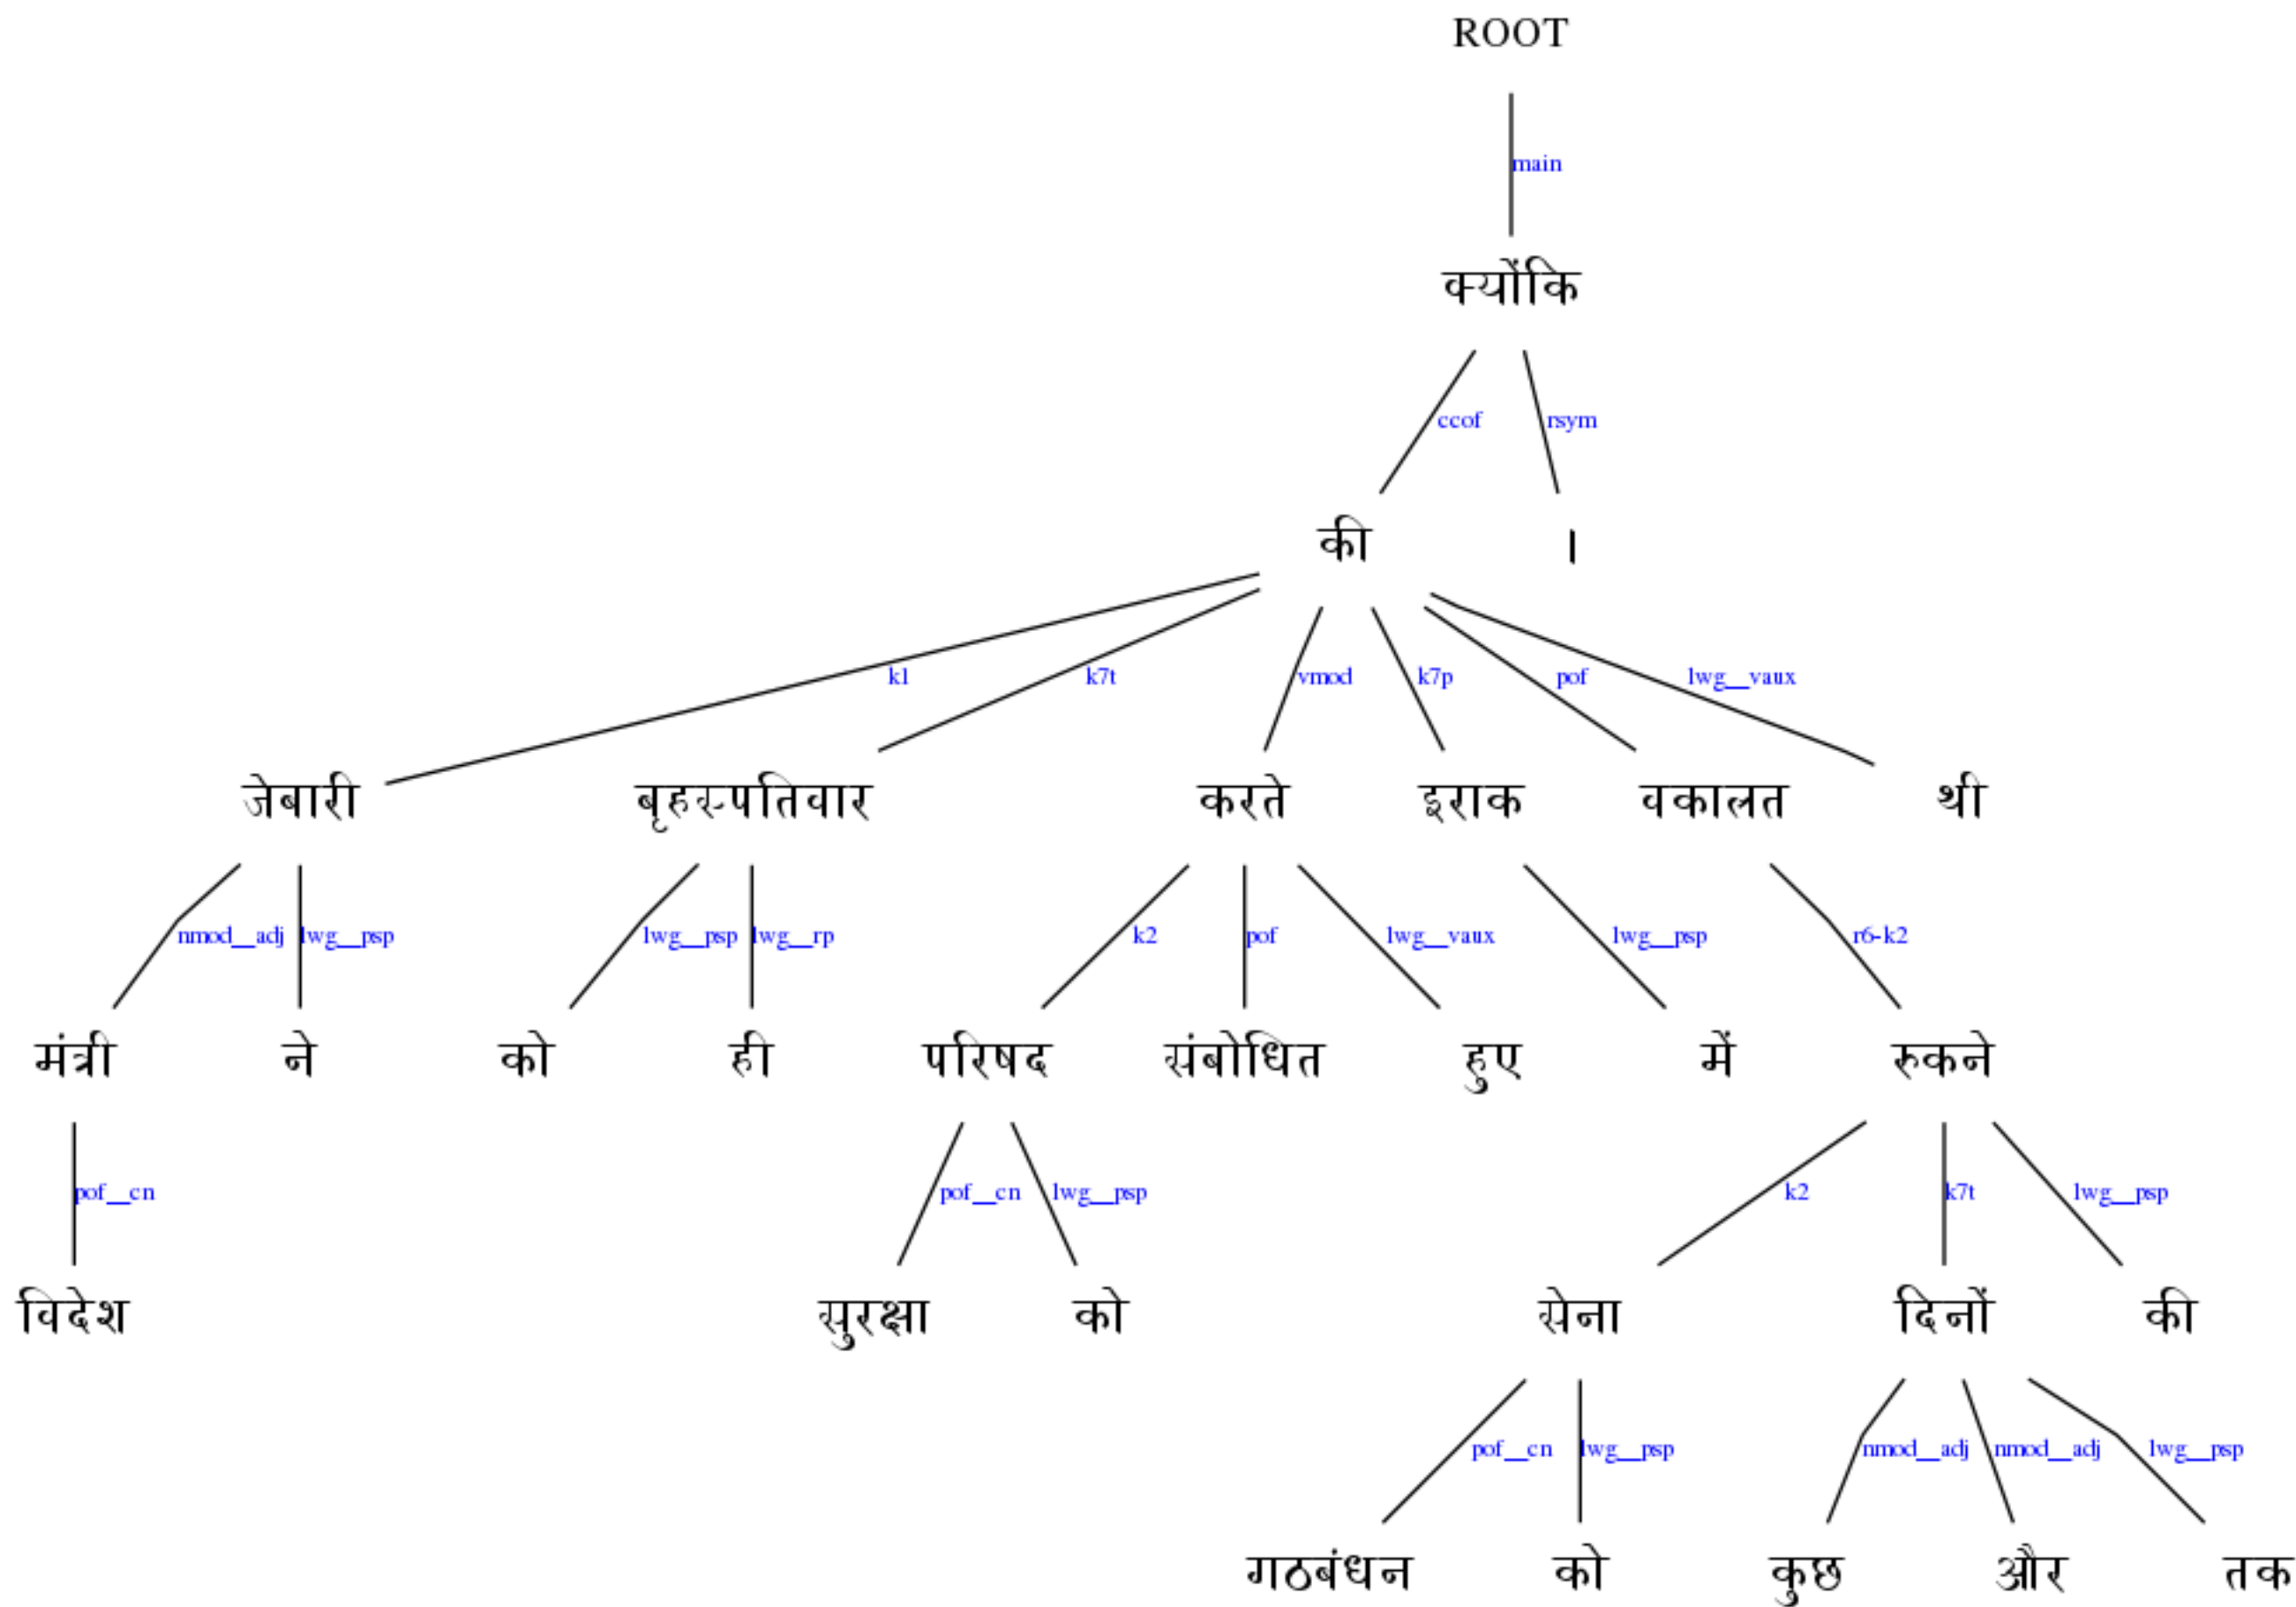 ROOT
main
क्योंकि
ccof rsym
की ।
k1 k7t vmod k7p pof lwg__vaux
जेबारी बृहस्पतिवार करते इराक वकालत थी
nmod__adj lwg__psp lwg__psp lwg__rp k2 pof lwg__vaux lwg__psp r6-k2
मंत्री ने को ही परिषद संबोधित हुए में रुकने
pof__cn pof__cn lwg__psp k2 k7t lwg__psp
विदेश सुरक्षा को सेना दिनों की
pof__cn lwg__psp nmod__adj nmod__adj lwg__psp
गठबंधन को कुछ और तक